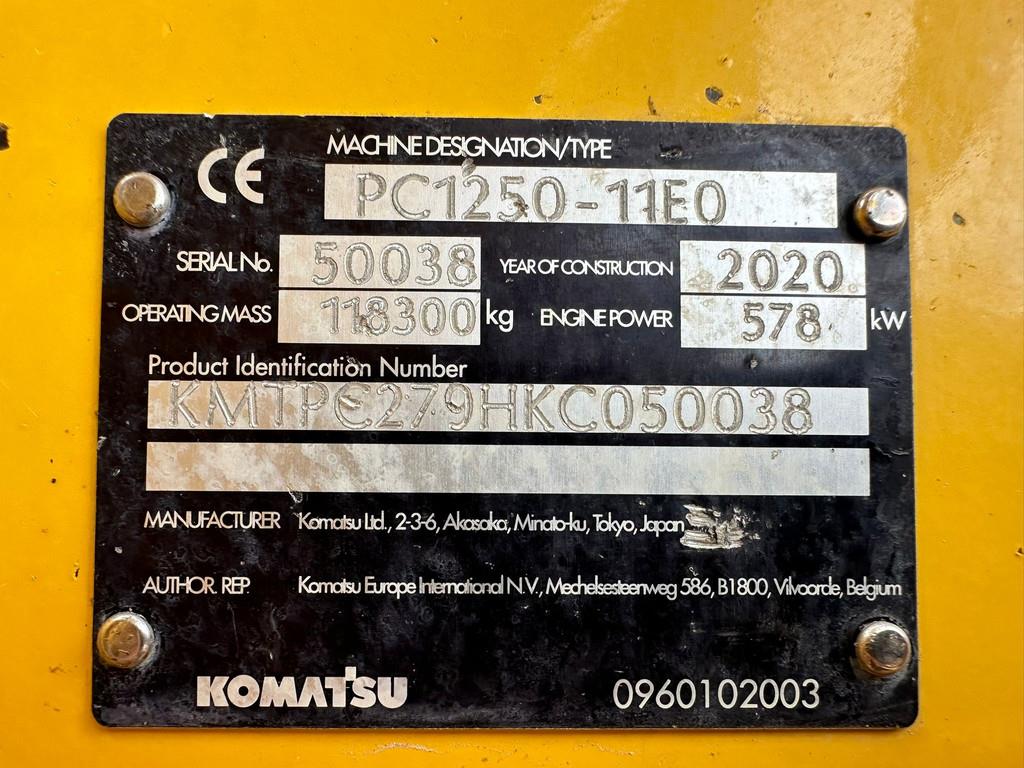 CE MACHINE DESIGNATION/TYPE
PC1250-11E0
SERIAL No. 50038 YEAR OF CONSTRUCTION 2020
OPERATING MASS 118300 kg ENGINE POWER 578 kW
Product Identification Number
KMTPC279HKC050038
MANUFACTURER Komatsu Ltd., 2-3-6, Akasaka, Minato-ku, Tokyo, Japan
AUTHOR. REP. Komatsu Europe International N.V., Mechelsesteenweg 586, B1800, Vilvoorde, Belgium
KOMATSU 0960102003